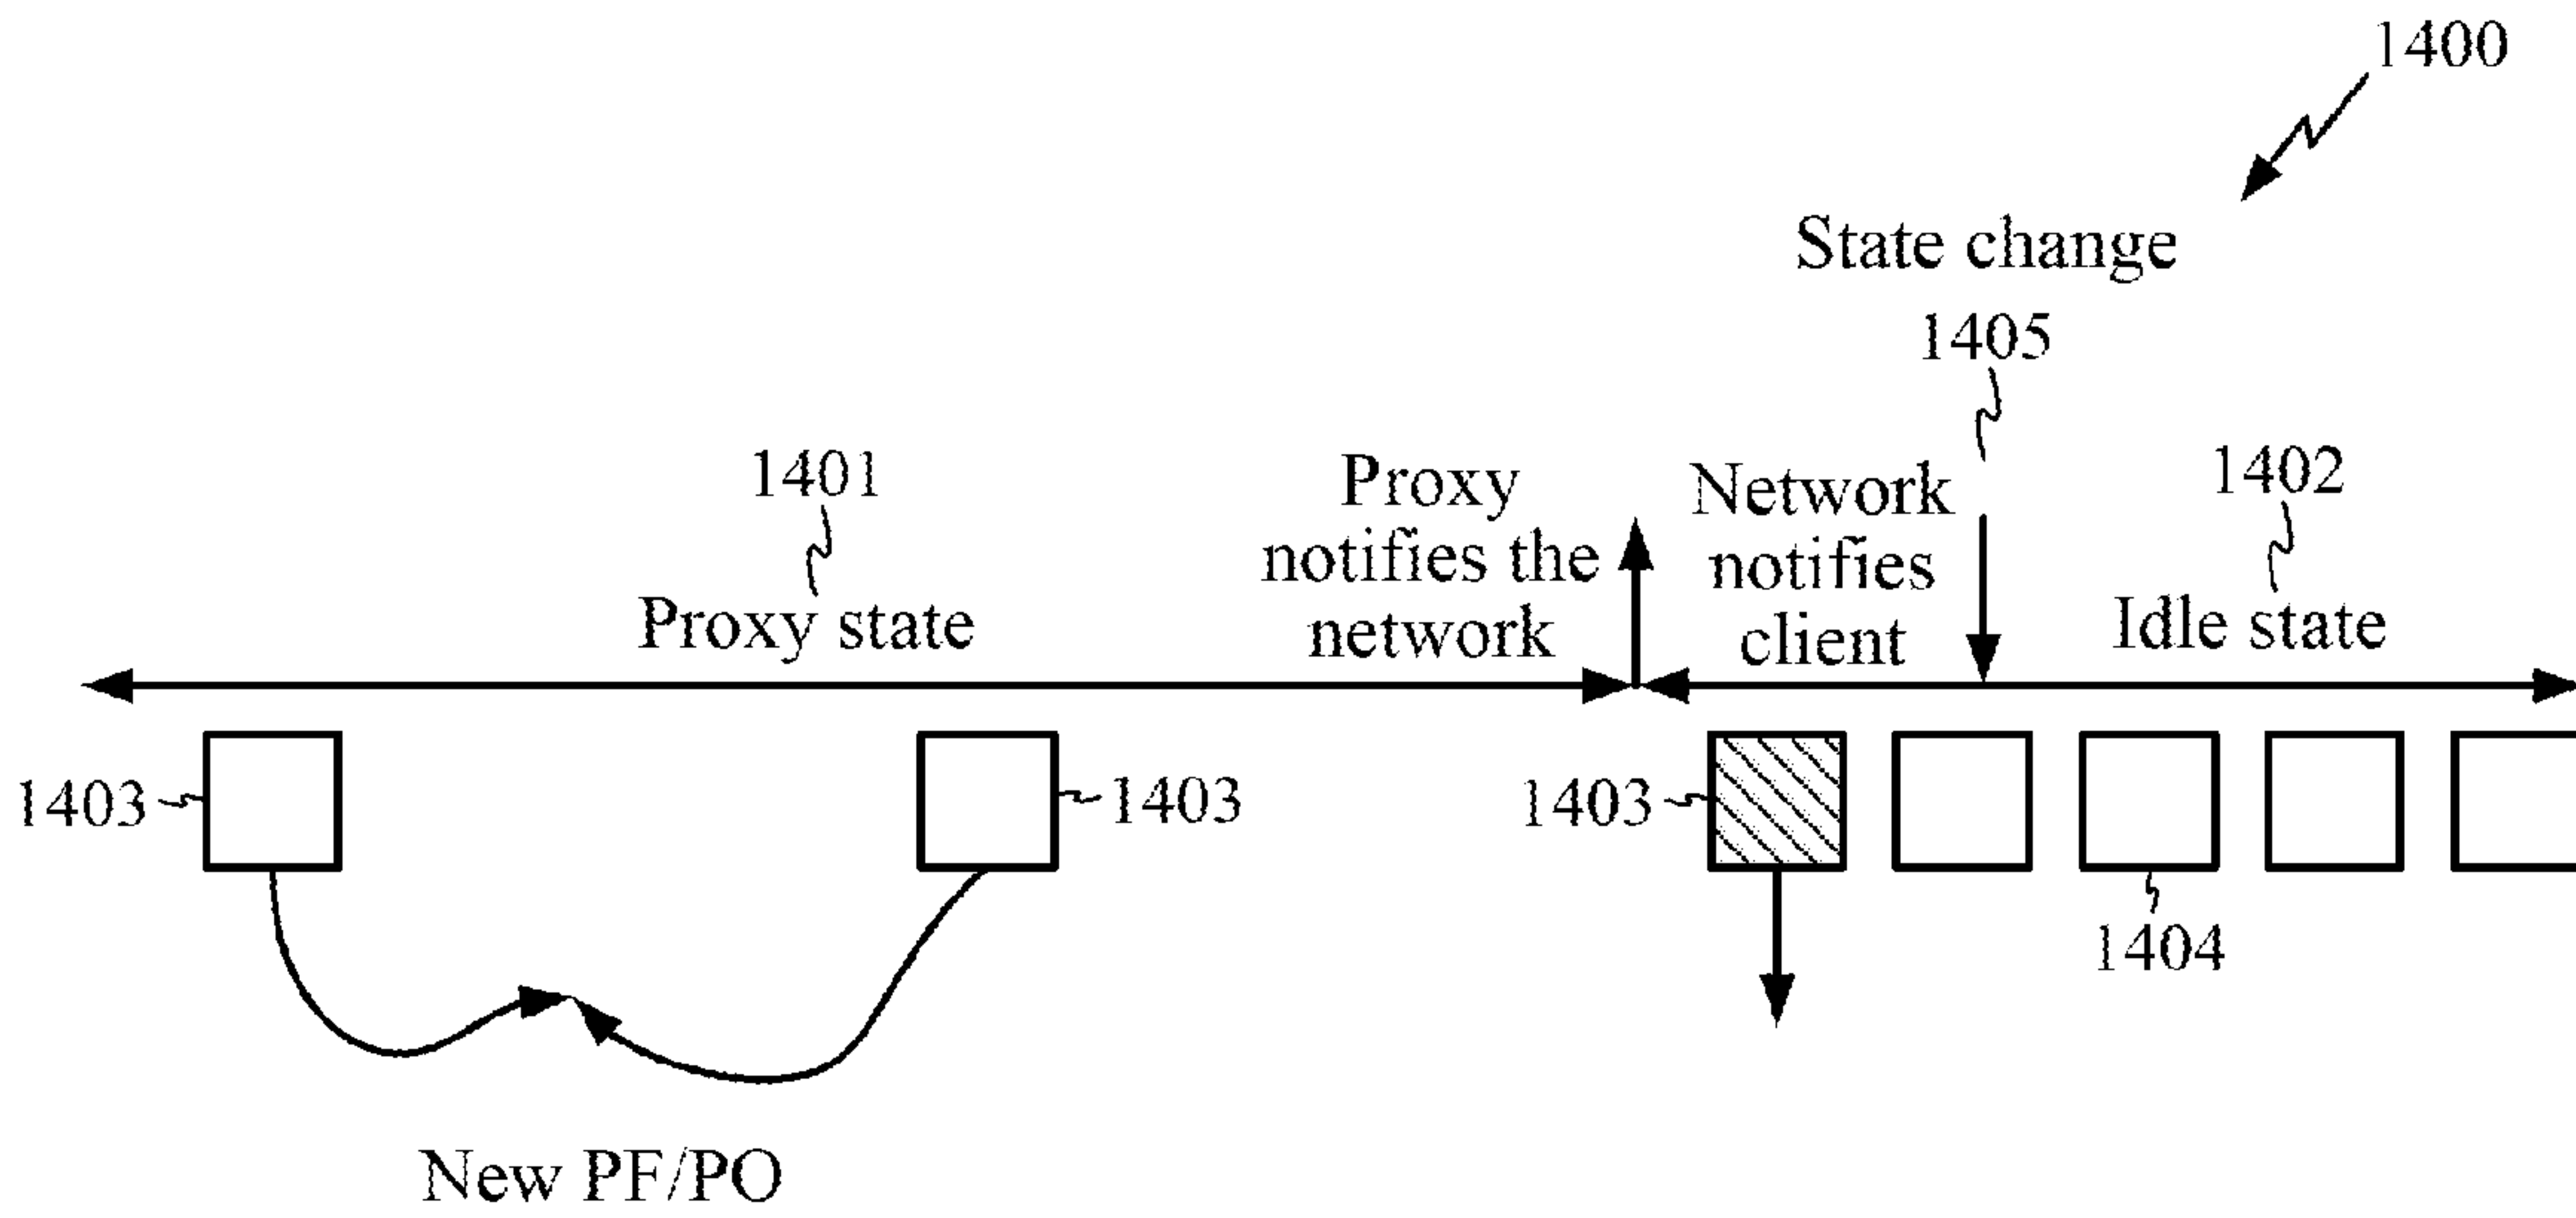 1400
State change
1405
1401
Proxy state
Proxy
notifies the
network
Network
notifies
client
1402
Idle state
1403
1403
1403
1404
New PF/PO